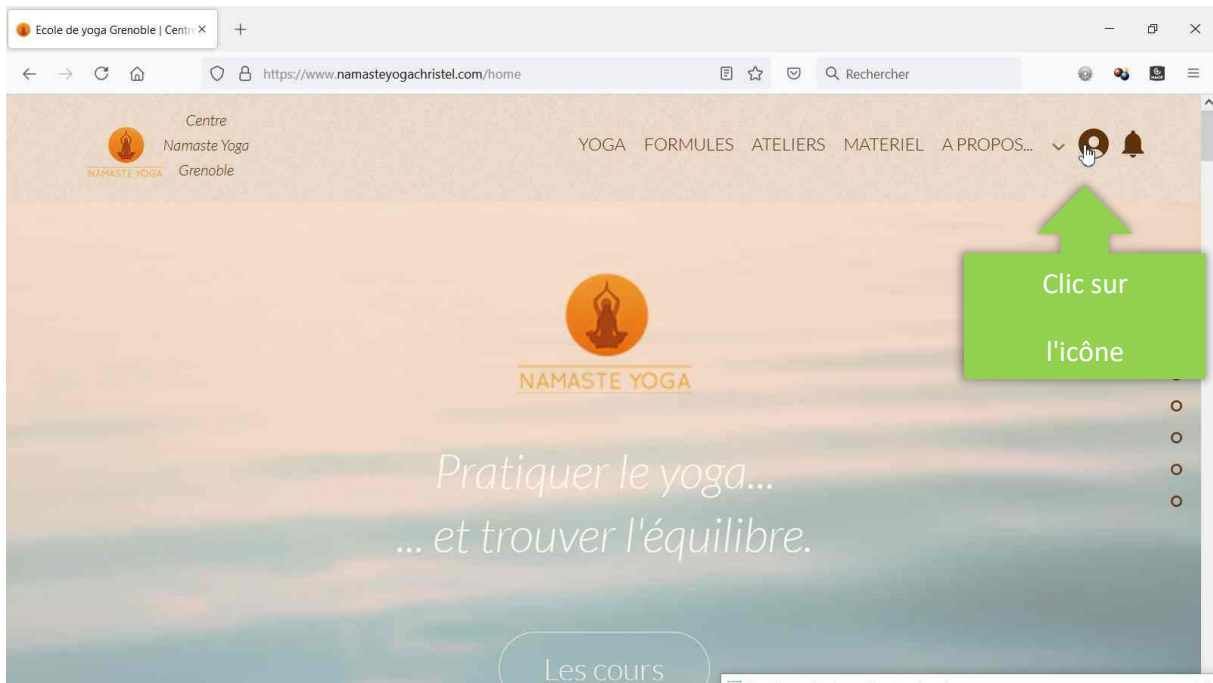 Ecole de yoga Grenoble | Centre
https://www.namasteyogachristel.com/home
Rechercher
Centre
Namaste Yoga
Grenoble
NAMASTE YOGA
YOGA FORMULES ATELIERS MATERIEL A PROPOS...
Clic sur
l'icône
NAMASTE YOGA
Pratiquer le yoga...
... et trouver l'équilibre.
Les cours